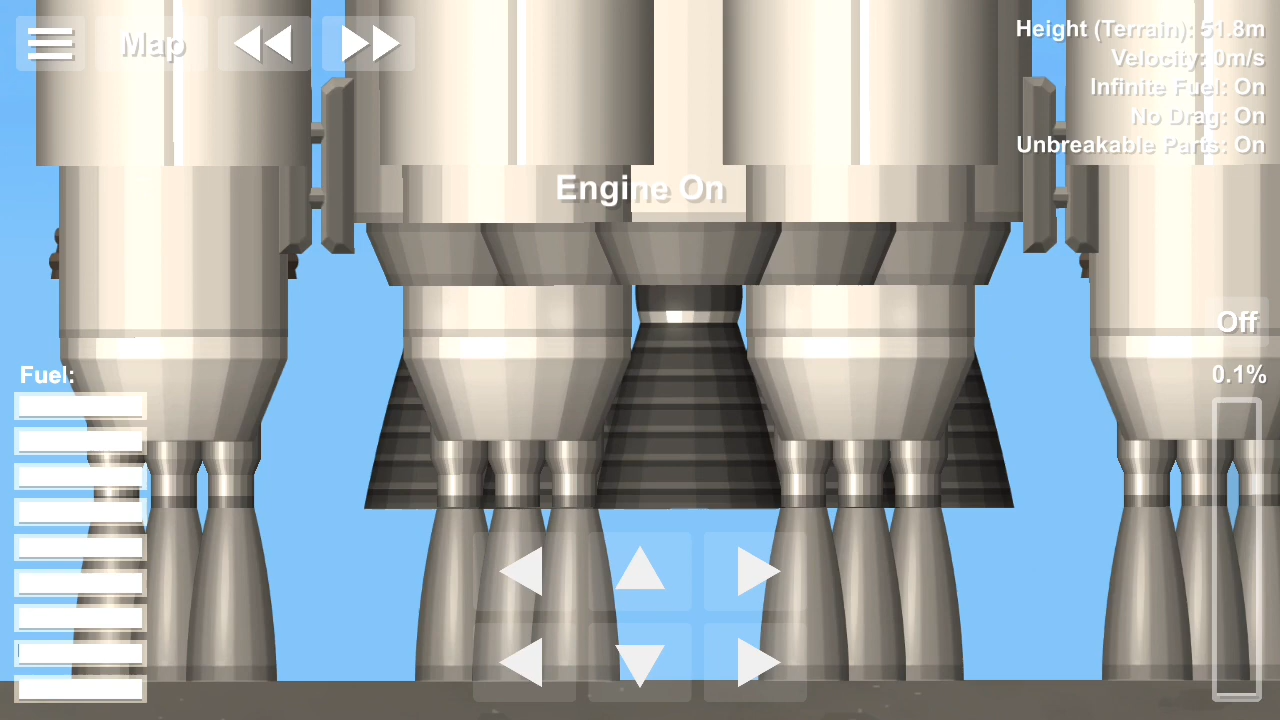 Map
Height (Terrain): 51.8m
Velocity: 0m/s
Infinite Fuel: On
No Drag: On
Unbreakable Parts: On
Engine On
Off
Fuel:
0.1%